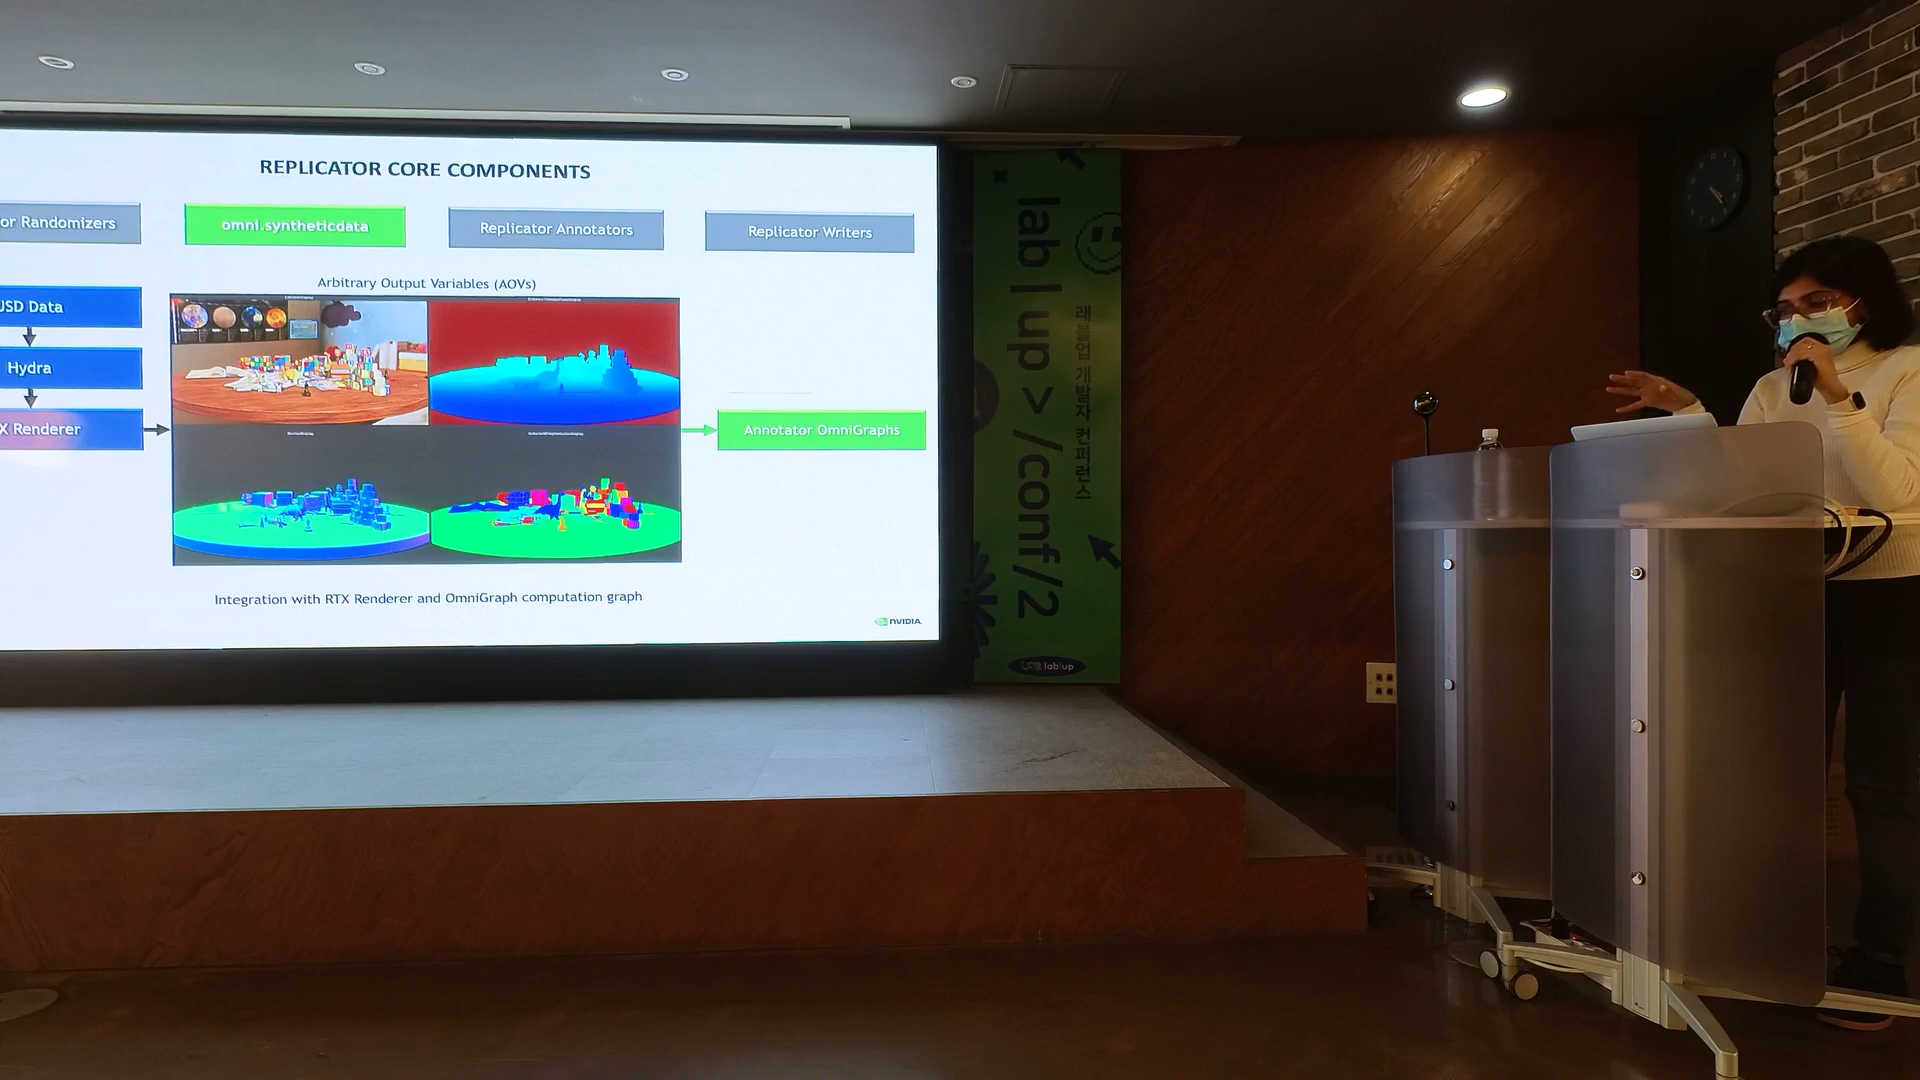 REPLICATOR CORE COMPONENTS
or Randomizers
omni.syntheticdata
Replicator Annotators
Replicator Writers
Arbitrary Output Variables (AOVs)
USD Data
Hydra
X Renderer
Annotator OmniGraphs
Integration with RTX Renderer and OmniGraph computation graph
NVIDIA
lab | up > /conf/2
래블업 개발자 컨퍼런스
lab|up